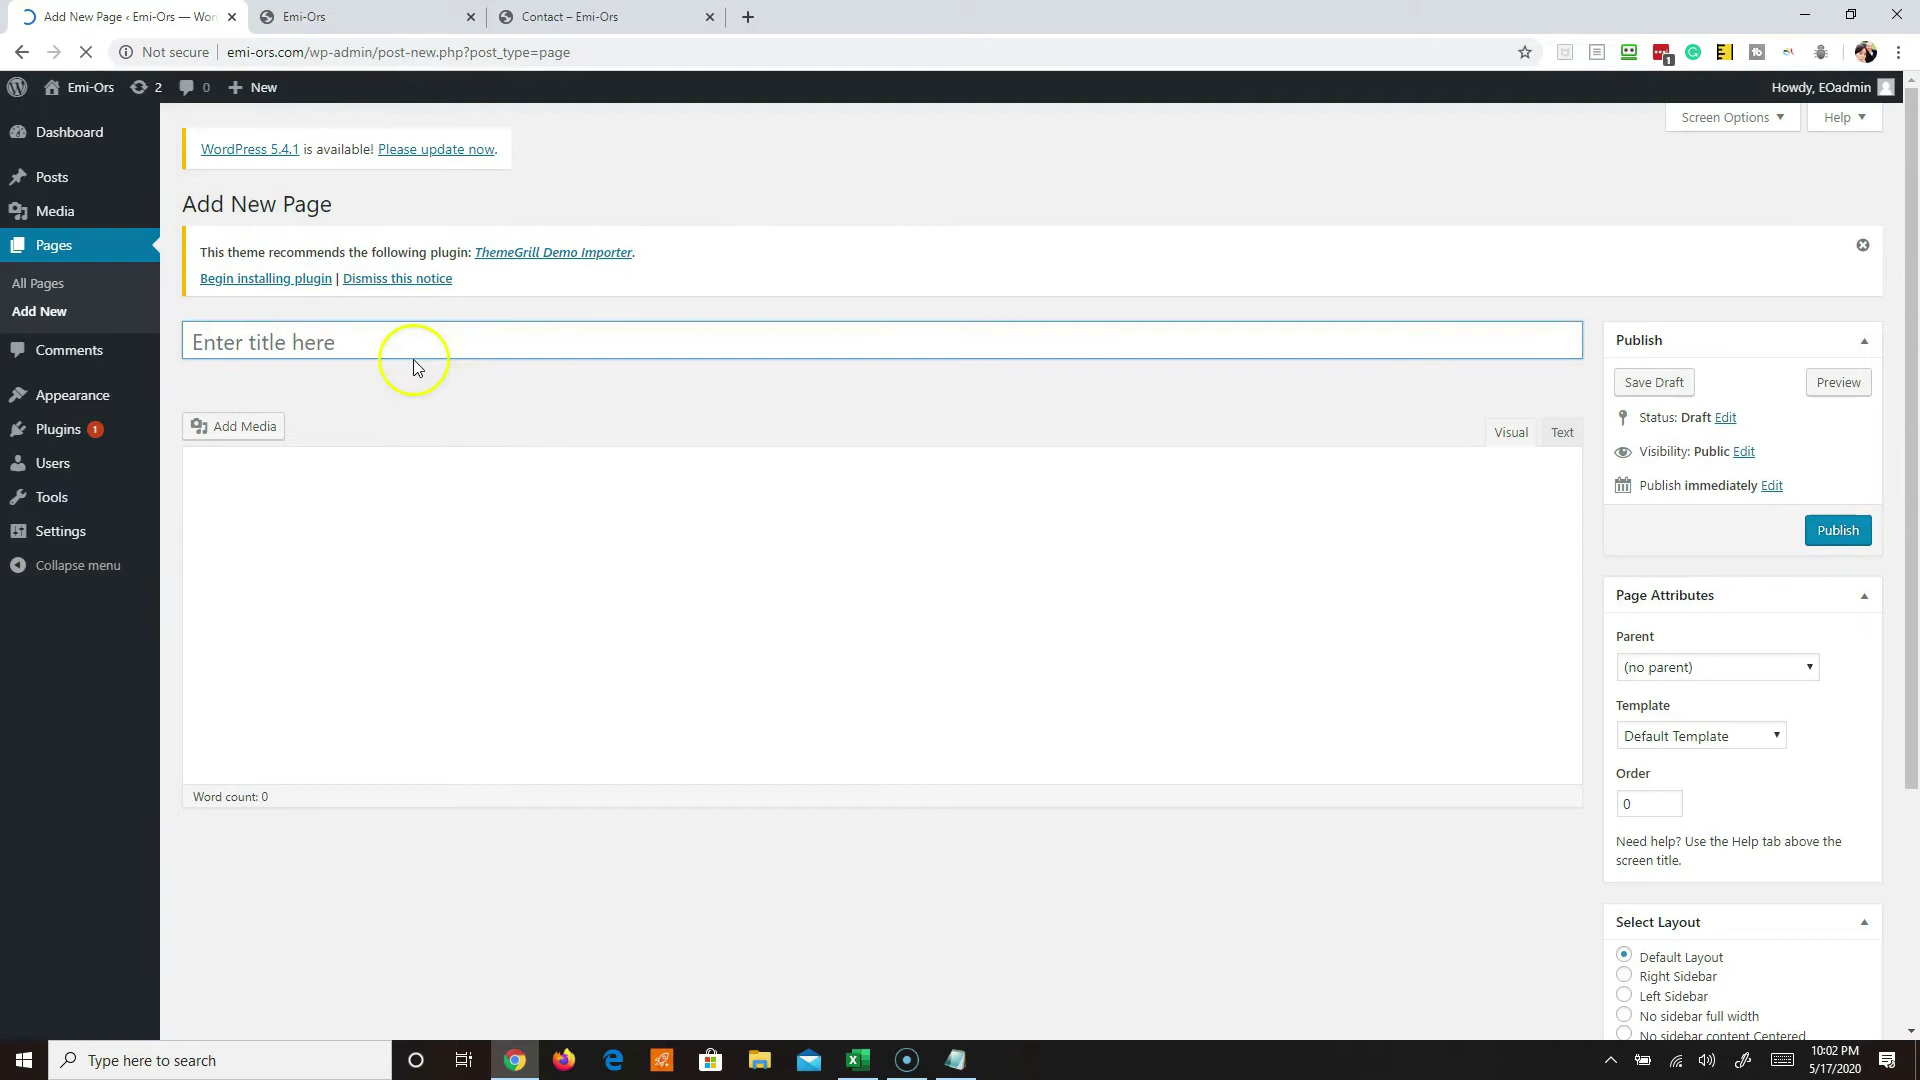 Add New Page ‹ Emi-Ors — Wor
Emi-Ors
Contact – Emi-Ors
Not secure
emi-ors.com/wp-admin/post-new.php?post_type=page
1
Emi-Ors
2
0
New
Howdy, EOadmin
Dashboard
Posts
Media
Pages
All Pages
Add New
Comments
Appearance
Plugins 1
Users
Tools
Settings
Collapse menu
Screen Options
Help
WordPress 5.4.1 is available! Please update now.
Add New Page
This theme recommends the following plugin: ThemeGrill Demo Importer.
Begin installing plugin | Dismiss this notice
Enter title here
Add Media
Visual
Text
Word count: 0
Publish
Save Draft
Preview
Status: Draft Edit
Visibility: Public Edit
Publish immediately Edit
Publish
Page Attributes
Parent
(no parent)
Template
Default Template
Order
0
Need help? Use the Help tab above the
screen title.
Select Layout
Default Layout
Right Sidebar
Left Sidebar
No sidebar full width
No sidebar content Centered
Type here to search
10:02 PM
5/17/2020